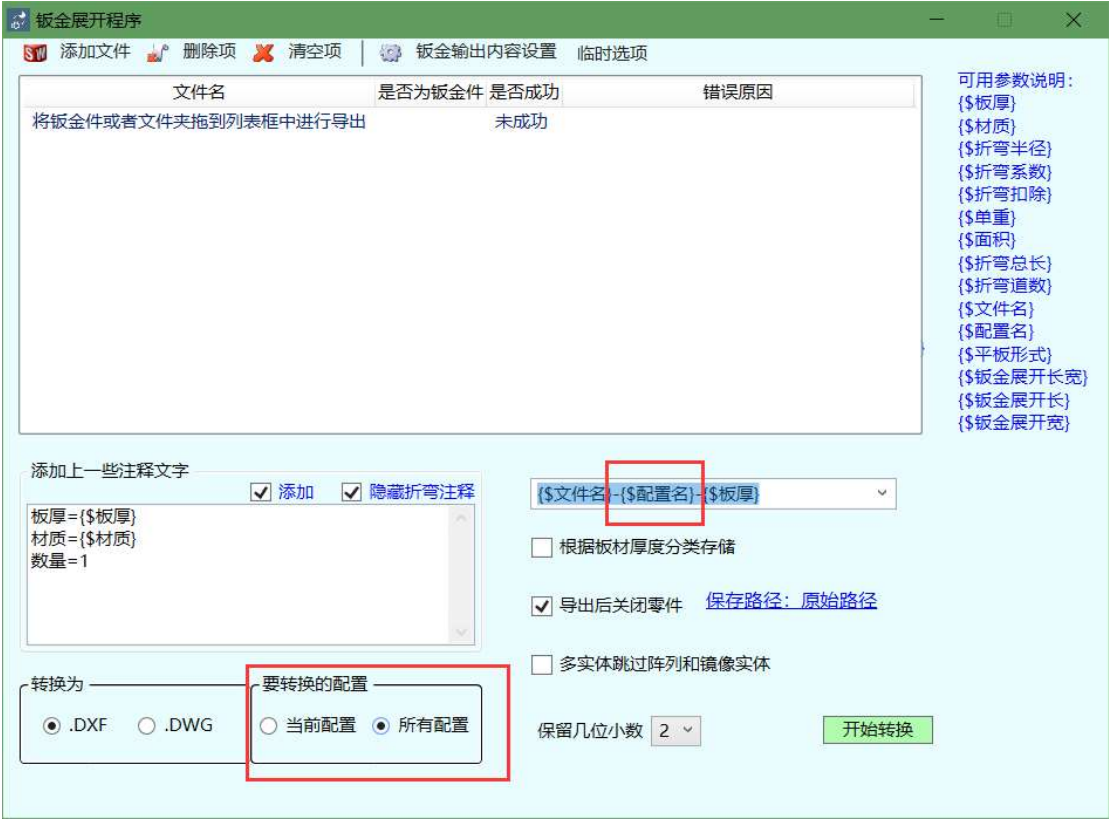 钣金展开程序
SW 添加文件 删除项 清空项 钣金输出内容设置 临时选项
文件名 是否为钣金件 是否成功 错误原因
将钣金件或者文件夹拖到列表框中进行导出 未成功
可用参数说明：
{$板厚}
{$材质}
{$折弯半径}
{$折弯系数}
{$折弯扣除}
{$单重}
{$面积}
{$折弯总长}
{$折弯道数}
{$文件名}
{$配置名}
{$平板形式}
{$钣金展开长宽}
{$钣金展开长}
{$钣金展开宽}
添加上一些注释文字
添加 隐藏折弯注释
板厚={$板厚}
材质={$材质}
数量=1
{$文件名}-{$配置名}-{$板厚}
根据板材厚度分类存储
导出后关闭零件 保存路径：原始路径
多实体跳过阵列和镜像实体
转换为
.DXF .DWG
要转换的配置
当前配置 所有配置
保留几位小数 2
开始转换